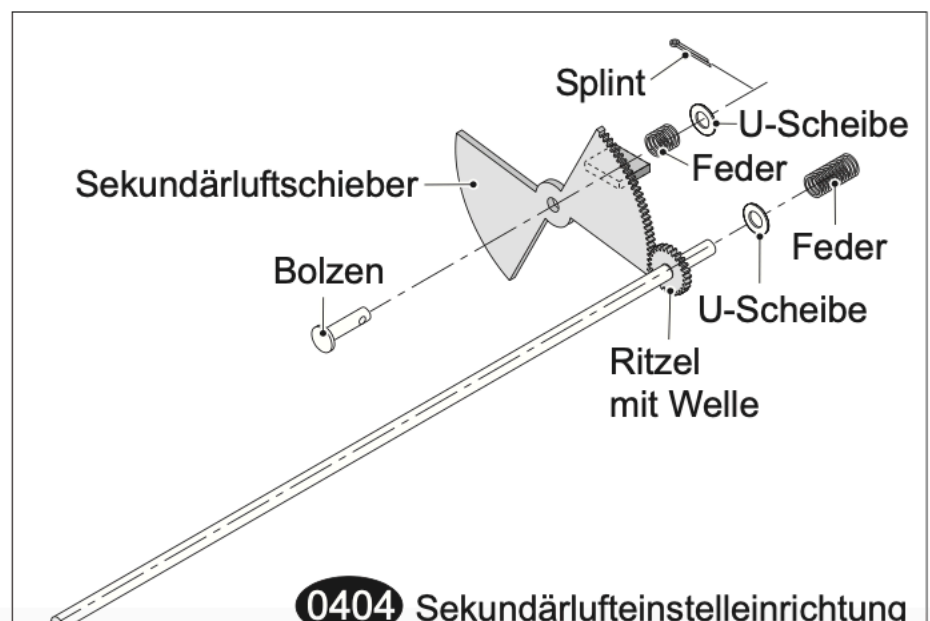 Splint
U-Scheibe
Feder
Sekundärluftschieber
Feder
Bolzen
U-Scheibe
Ritzel
mit Welle
0404 Sekundärlufteinstelleinrichtung